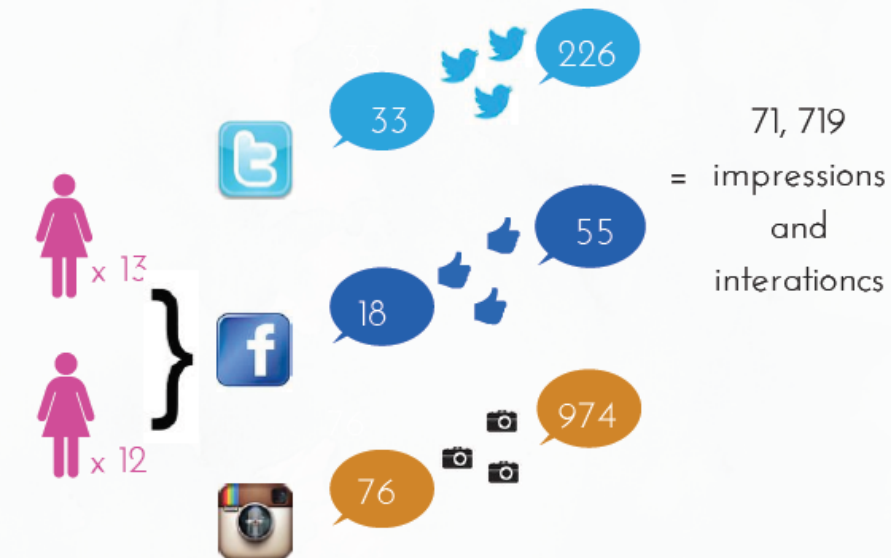 x 13
x 12
33
226
18
55
76
974
71, 719
= impressions
and
interationcs